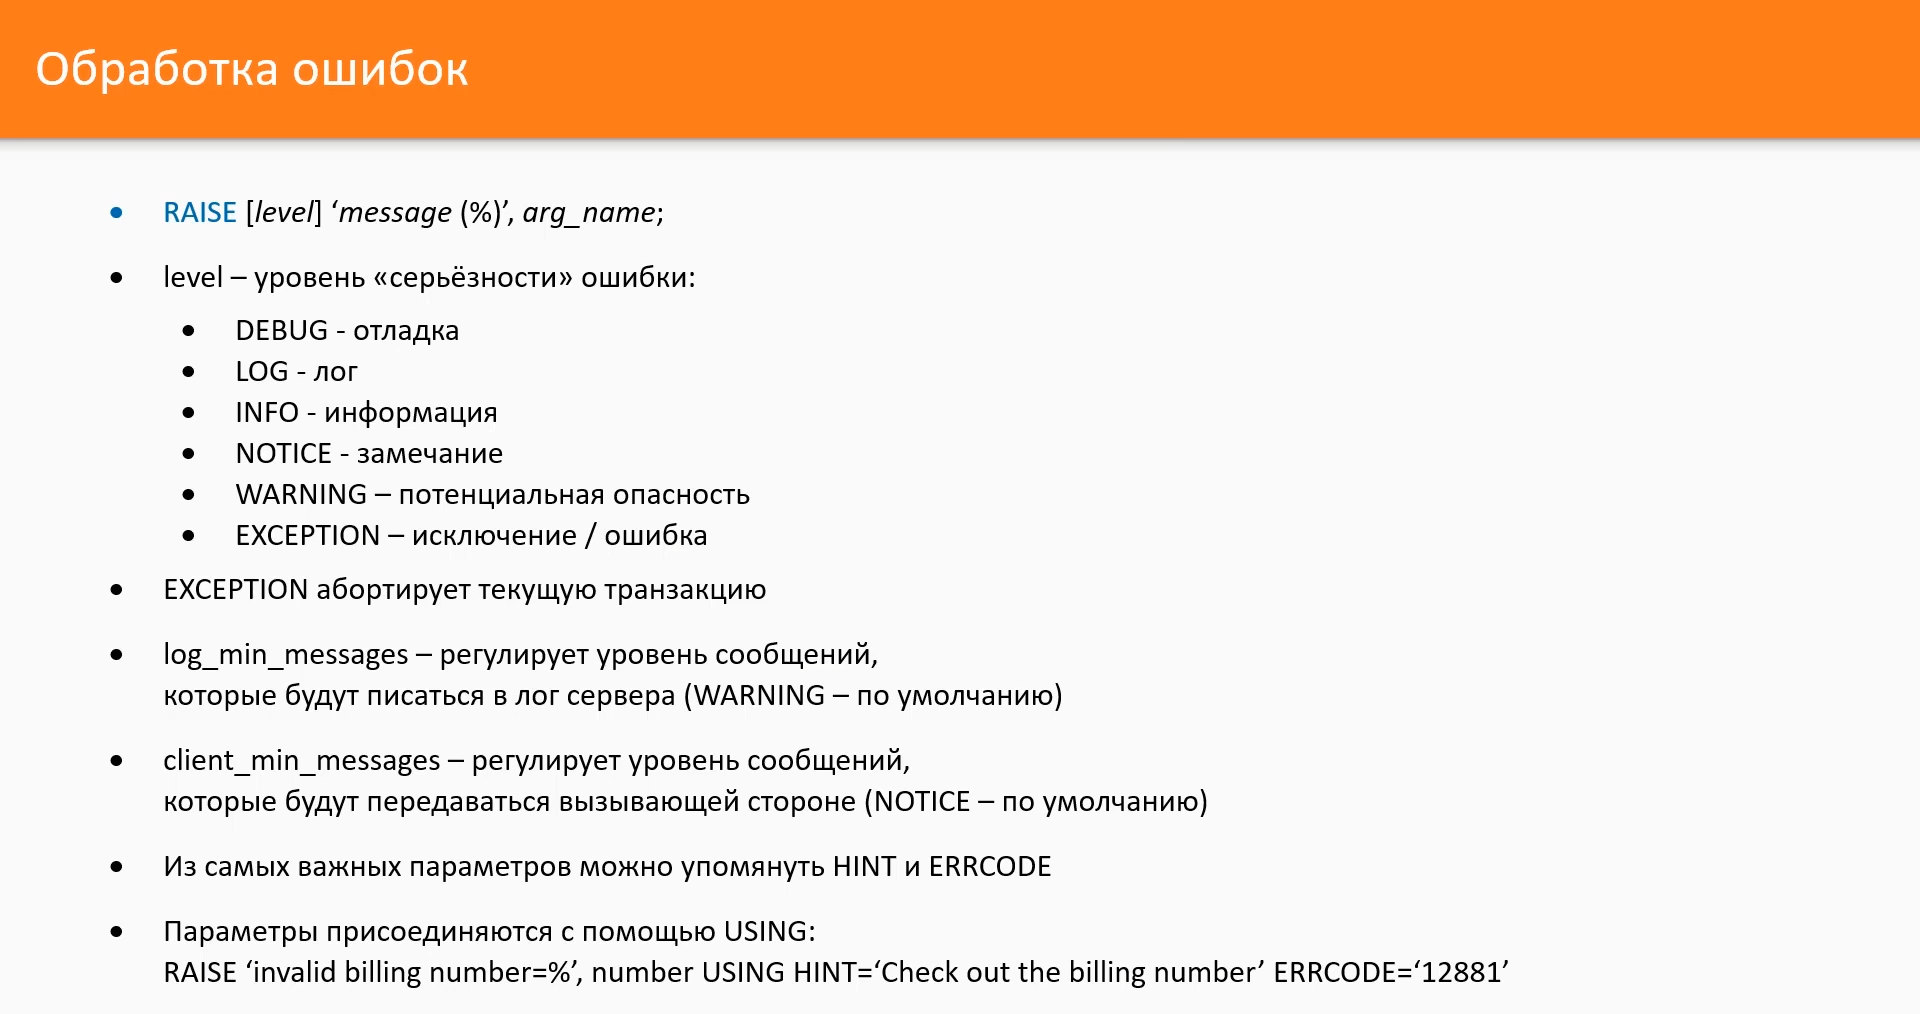 Обработка ошибок
• RAISE [level] ‘message (%)’, arg_name;
• level – уровень «серьёзности» ошибки:
• DEBUG - отладка
• LOG - лог
• INFO - информация
• NOTICE - замечание
• WARNING – потенциальная опасность
• EXCEPTION – исключение / ошибка
• EXCEPTION абортирует текущую транзакцию
• log_min_messages – регулирует уровень сообщений,
которые будут писаться в лог сервера (WARNING – по умолчанию)
• client_min_messages – регулирует уровень сообщений,
которые будут передаваться вызывающей стороне (NOTICE – по умолчанию)
• Из самых важных параметров можно упомянуть HINT и ERRCODE
• Параметры присоединяются с помощью USING:
RAISE ‘invalid billing number=%’, number USING HINT=‘Check out the billing number’ ERRCODE=‘12881’